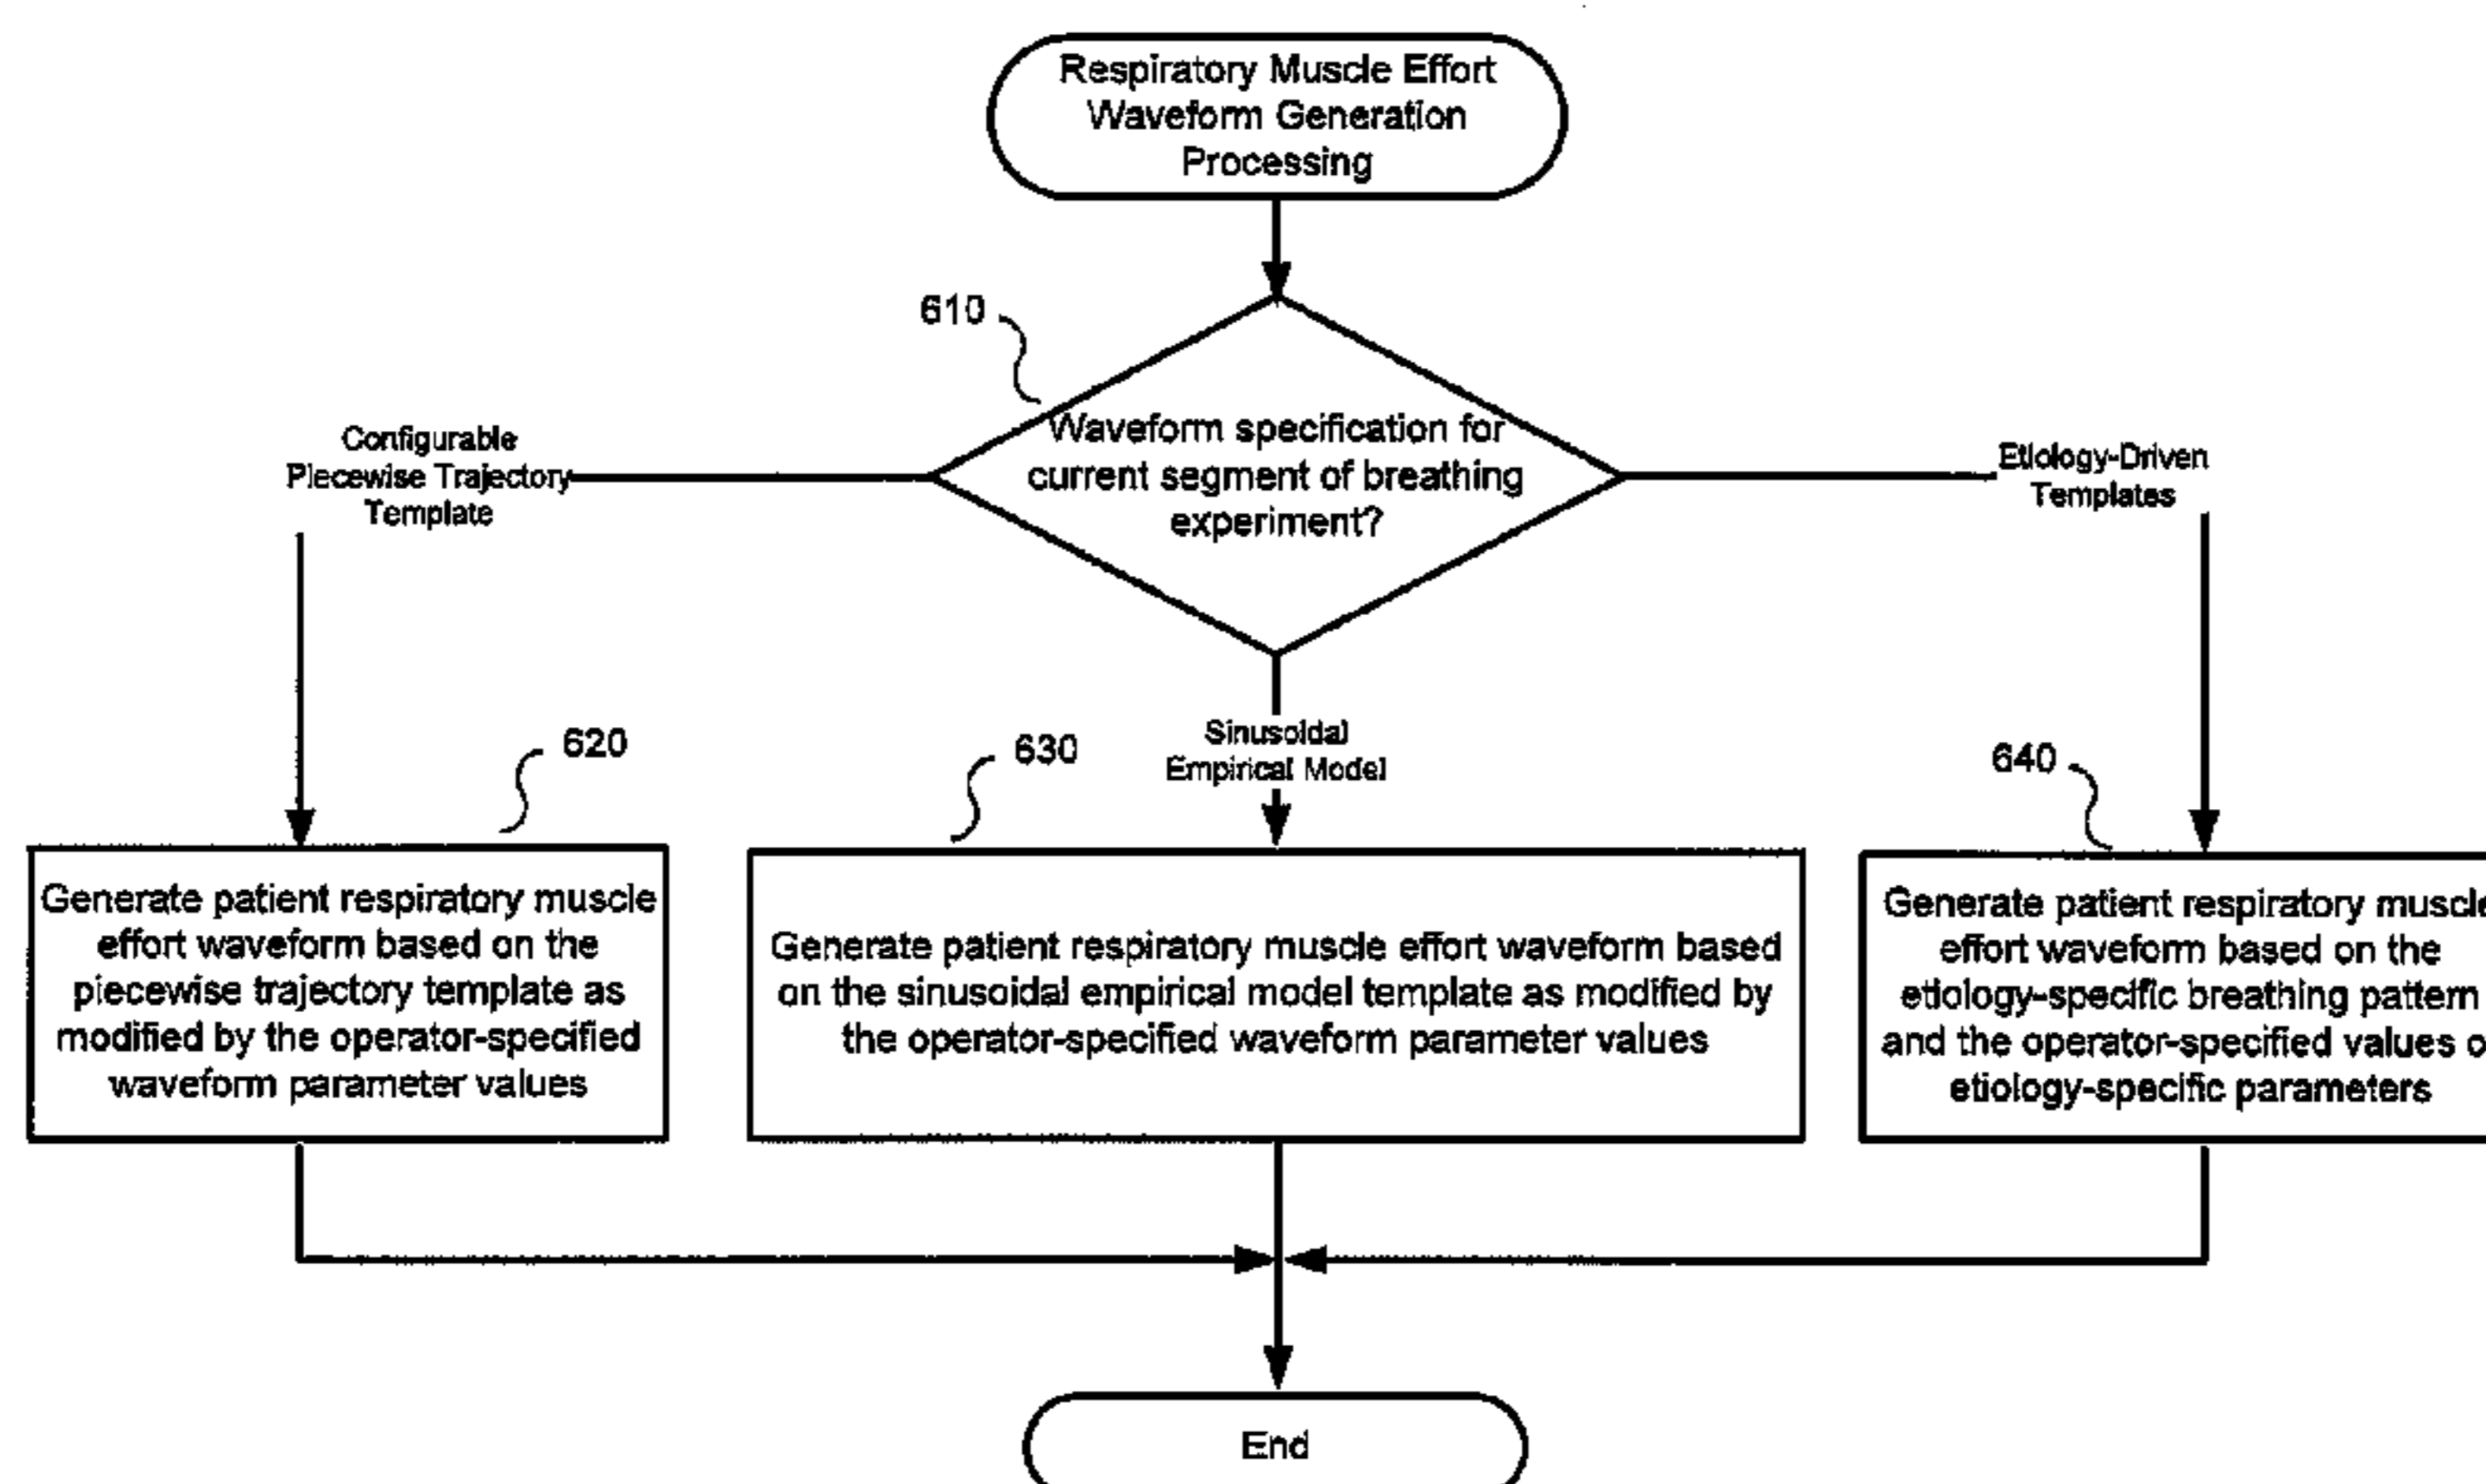 Respiratory Muscle Effort
Waveform Generation
Processing
610
Waveform specification for
current segment of breathing
experiment?
Configurable
Piecewise Trajectory
Template
Etiology-Driven
Templates
Sinusoidal
Empirical Model
620
Generate patient respiratory muscle
effort waveform based on the
piecewise trajectory template as
modified by the operator-specified
waveform parameter values
630
Generate patient respiratory muscle effort waveform based
on the sinusoidal empirical model template as modified by
the operator-specified waveform parameter values
640
Generate patient respiratory muscle
effort waveform based on the
etiology-specific breathing pattern
and the operator-specified values
etiology-specific parameters
End